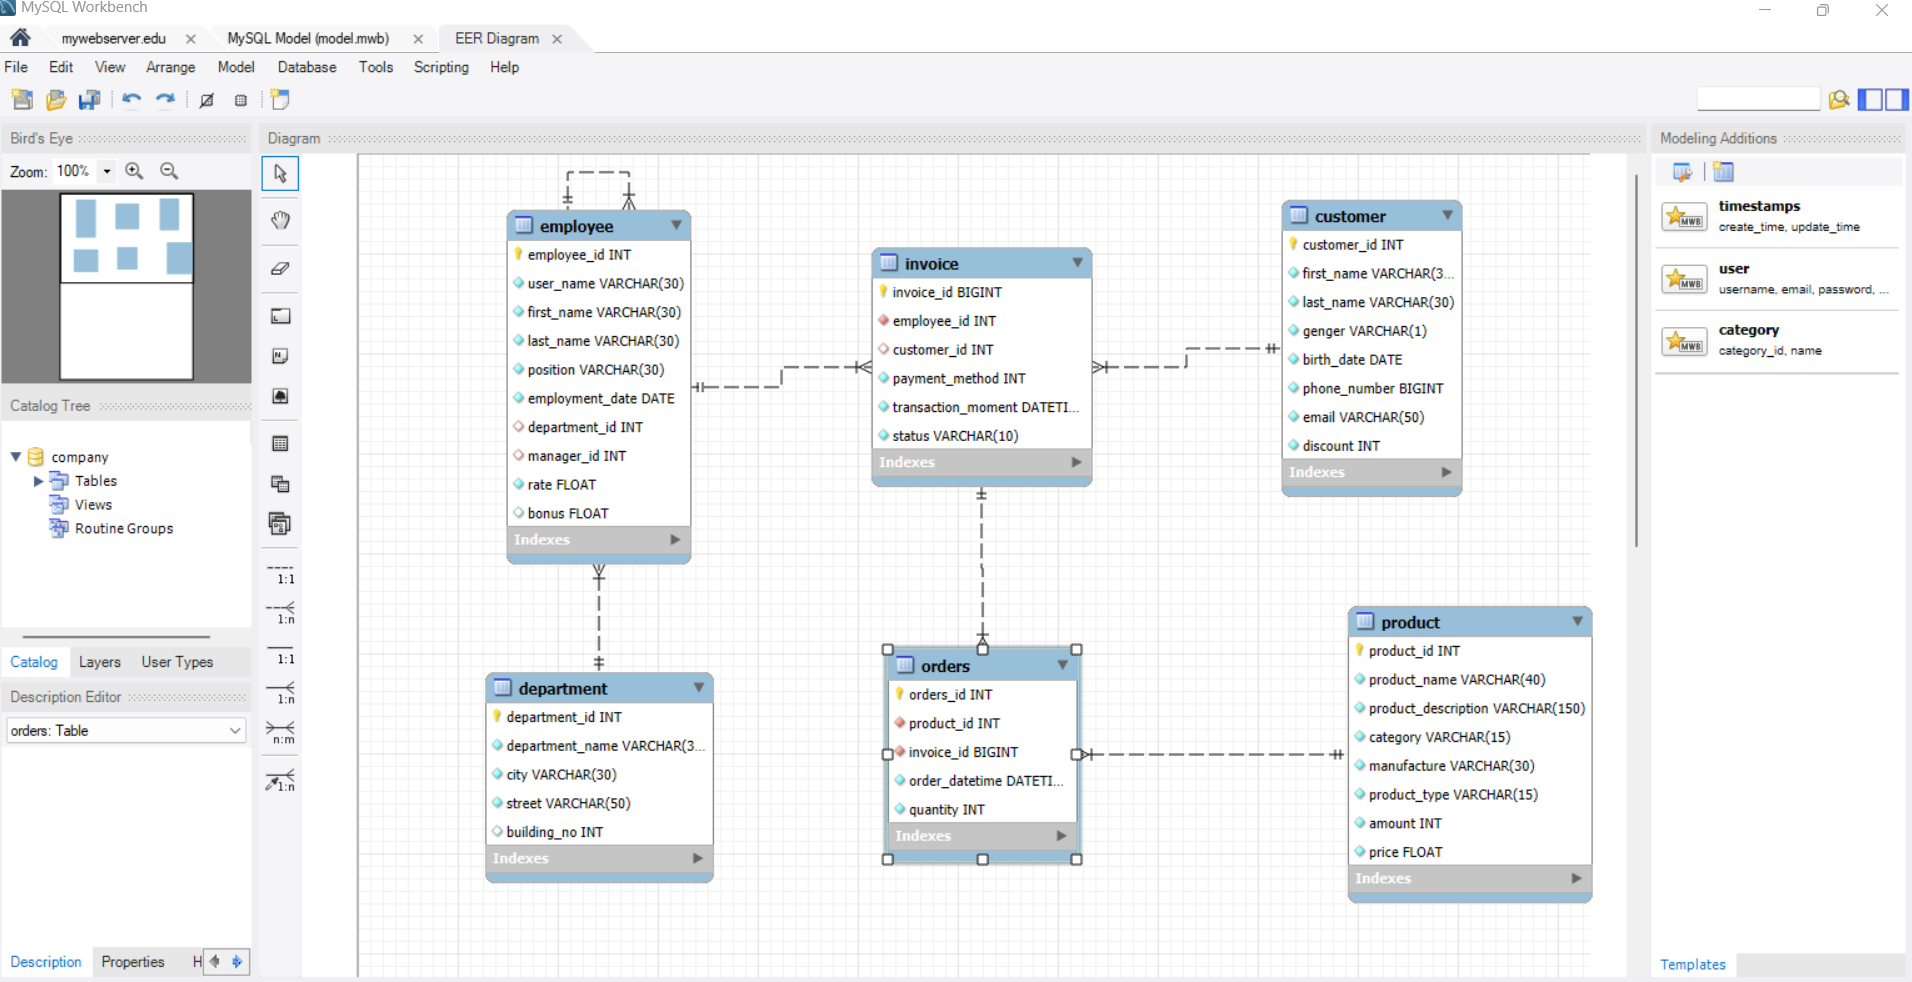 MySQL Workbench
mywebserver.edu
MySQL Model (model.mwb)
EER Diagram
File Edit View Arrange Model Database Tools Scripting Help
Bird's Eye
Zoom: 100%
Catalog Tree
company
Tables
Views
Routine Groups
Catalog Layers User Types
Description Editor
orders: Table
Description Properties H
Diagram
1:1
1:n
1:1
1:n
n:m
1:n
employee
employee_id INT
user_name VARCHAR(30)
first_name VARCHAR(30)
last_name VARCHAR(30)
position VARCHAR(30)
employment_date DATE
department_id INT
manager_id INT
rate FLOAT
bonus FLOAT
Indexes
invoice
invoice_id BIGINT
employee_id INT
customer_id INT
payment_method INT
transaction_moment DATETI...
status VARCHAR(10)
Indexes
customer
customer_id INT
first_name VARCHAR(3...
last_name VARCHAR(30)
genger VARCHAR(1)
birth_date DATE
phone_number BIGINT
email VARCHAR(50)
discount INT
Indexes
department
department_id INT
department_name VARCHAR(3...
city VARCHAR(30)
street VARCHAR(50)
building_no INT
Indexes
orders
orders_id INT
product_id INT
invoice_id BIGINT
order_datetime DATETI...
quantity INT
Indexes
product
product_id INT
product_name VARCHAR(40)
product_description VARCHAR(150)
category VARCHAR(15)
manufacture VARCHAR(30)
product_type VARCHAR(15)
amount INT
price FLOAT
Indexes
Modeling Additions
MWB
timestamps
create_time, update_time
MWB
user
username, email, password, ...
MWB
category
category_id, name
Templates